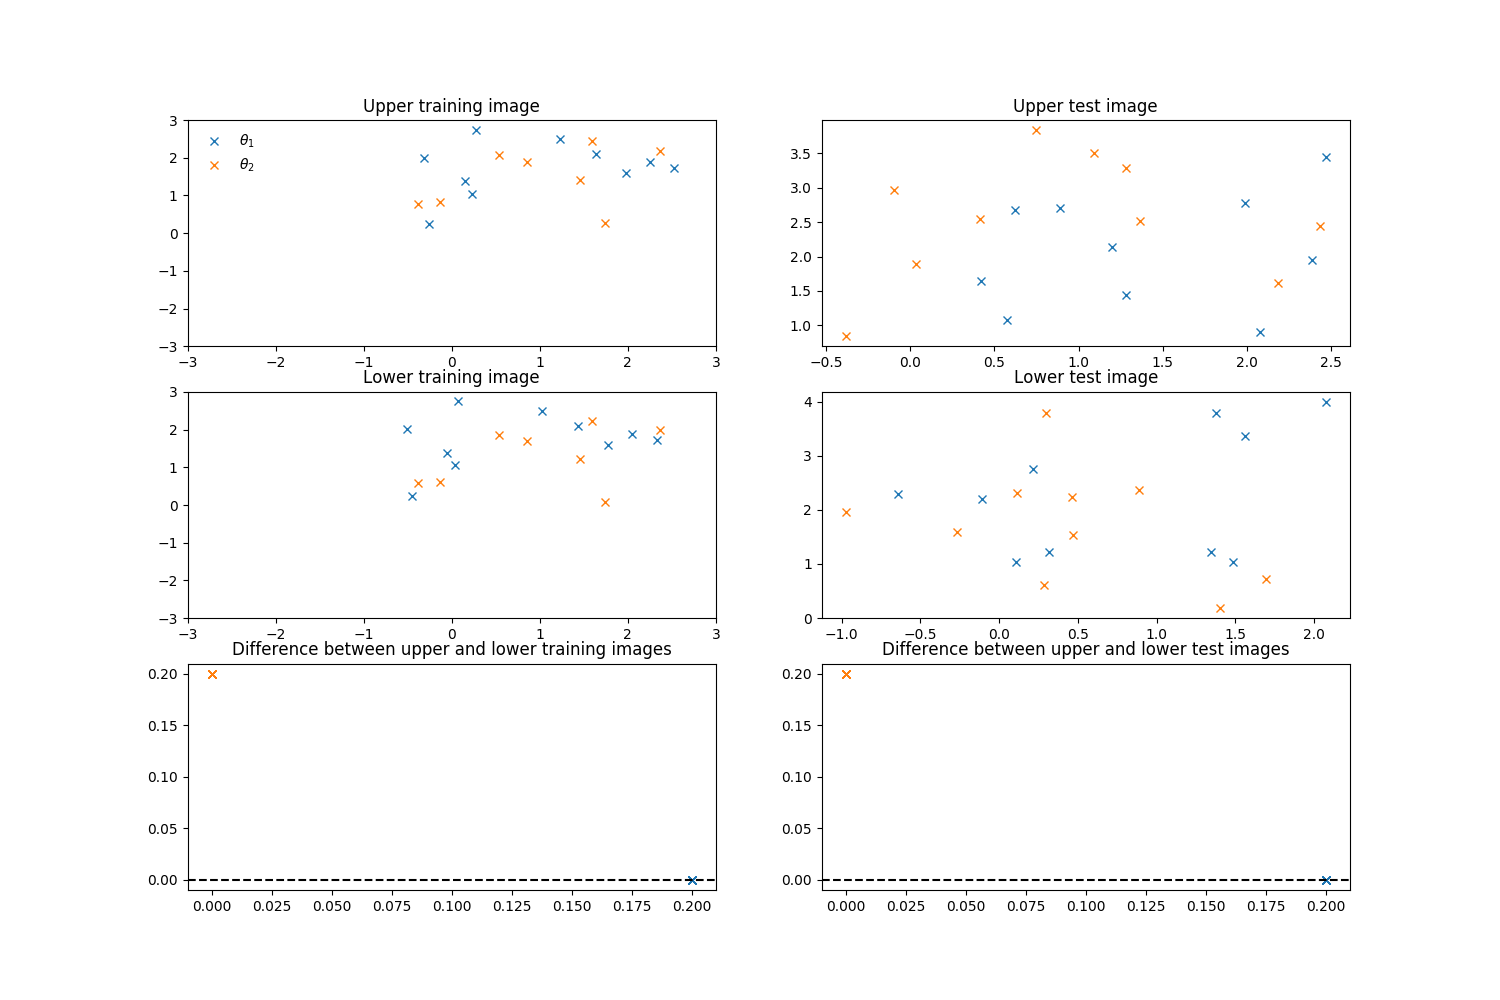 Upper training image
θ1
θ2
3
2
1
0
−1
−2
−3
−3 −2 −1 0 1 2 3
Upper test image
3.5
3.0
2.5
2.0
1.5
1.0
−0.5 0.0 0.5 1.0 1.5 2.0 2.5
Lower training image
3
2
1
0
−1
−2
−3
−3 −2 −1 0 1 2 3
Lower test image
4
3
2
1
0
−1.0 −0.5 0.0 0.5 1.0 1.5 2.0
Difference between upper and lower training images
0.20
0.15
0.10
0.05
0.00
0.000 0.025 0.050 0.075 0.100 0.125 0.150 0.175 0.200
Difference between upper and lower test images
0.20
0.15
0.10
0.05
0.00
0.000 0.025 0.050 0.075 0.100 0.125 0.150 0.175 0.200